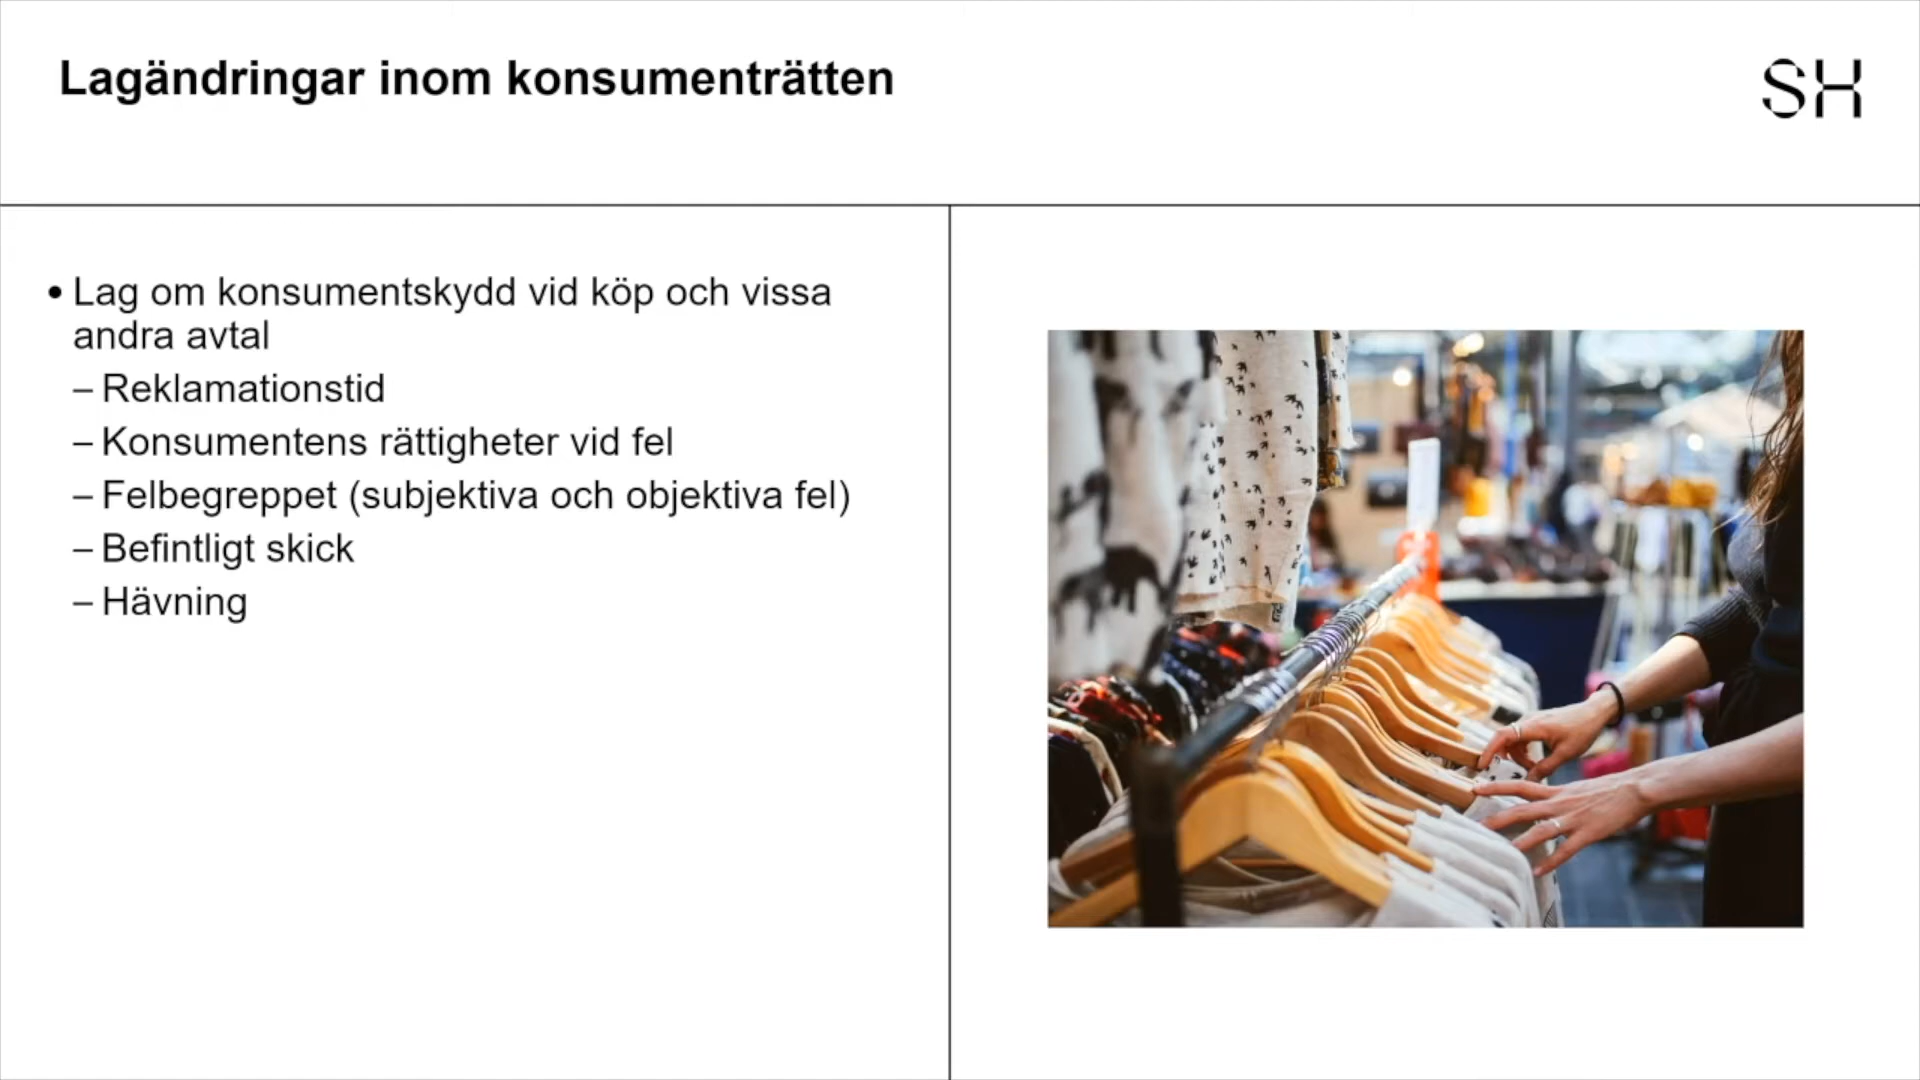 Lagändringar inom konsumenträtten
SH
• Lag om konsumentskydd vid köp och vissa
andra avtal
– Reklamationstid
– Konsumentens rättigheter vid fel
– Felbegreppet (subjektiva och objektiva fel)
– Befintligt skick
– Hävning